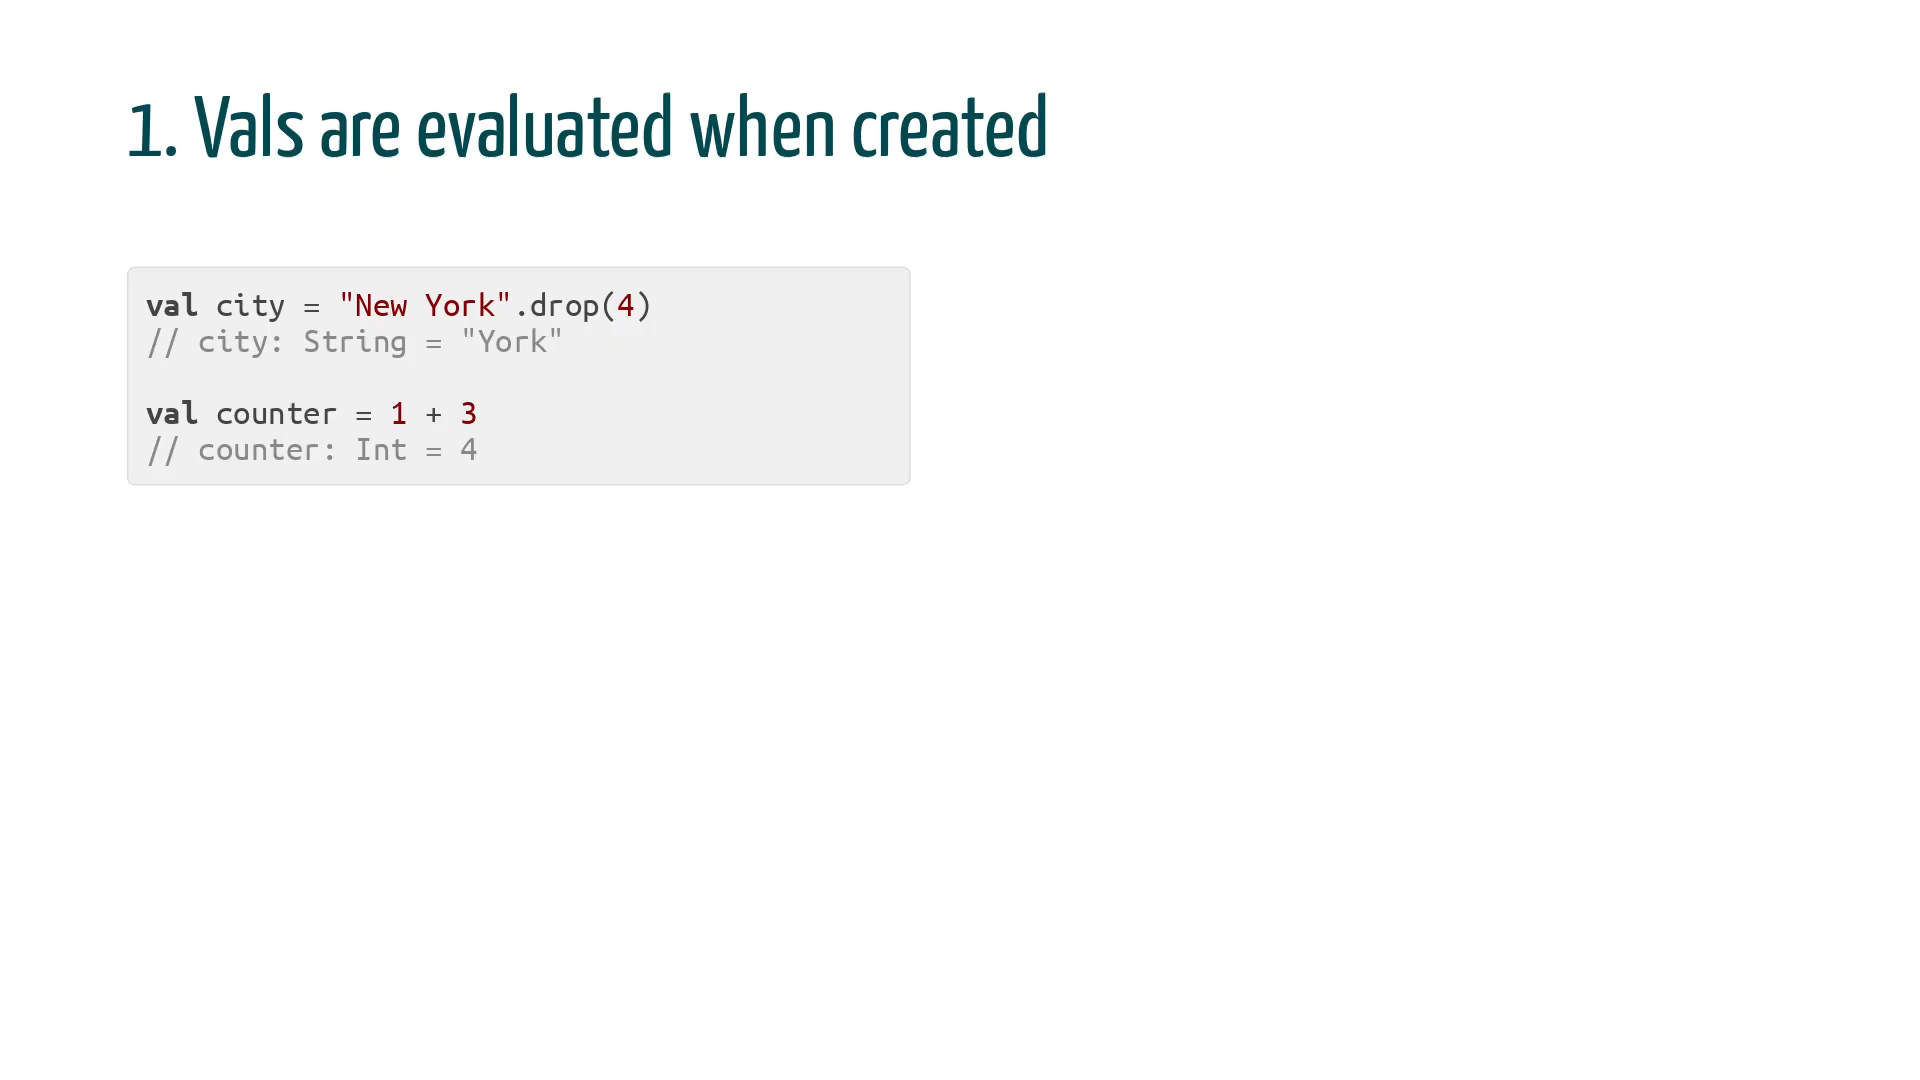 1. Vals are evaluated when created
val city = "New York".drop(4)
// city: String = "York"
val counter = 1 + 3
// counter: Int = 4